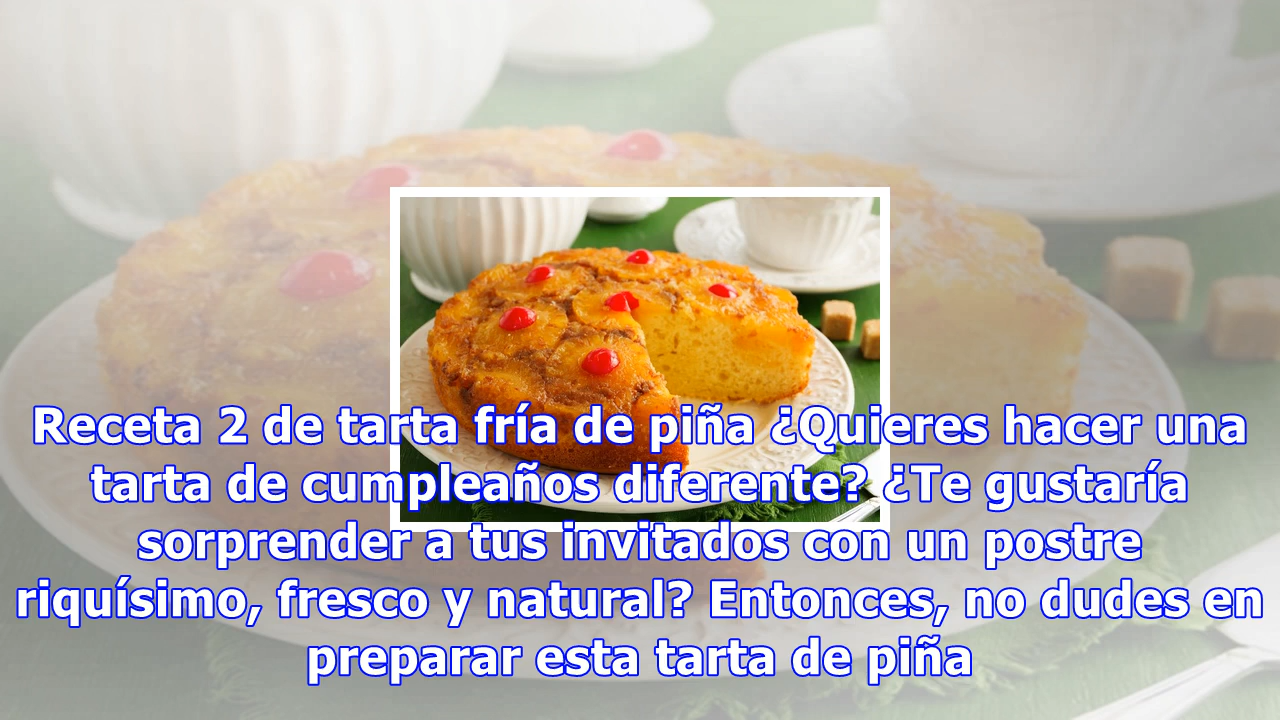 Receta 2 de tarta fría de piña ¿Quieres hacer una
tarta de cumpleaños diferente? ¿Te gustaría
sorprender a tus invitados con un postre
riquísimo, fresco y natural? Entonces, no dudes en
preparar esta tarta de piña